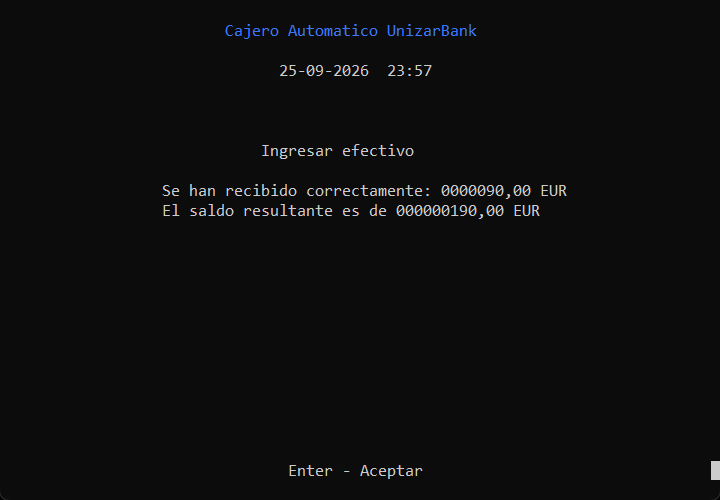 Cajero Automatico UnizarBank
25-09-2026  23:57
Ingresar efectivo
Se han recibido correctamente: 0000090,00 EUR
El saldo resultante es de 000000190,00 EUR
Enter - Aceptar